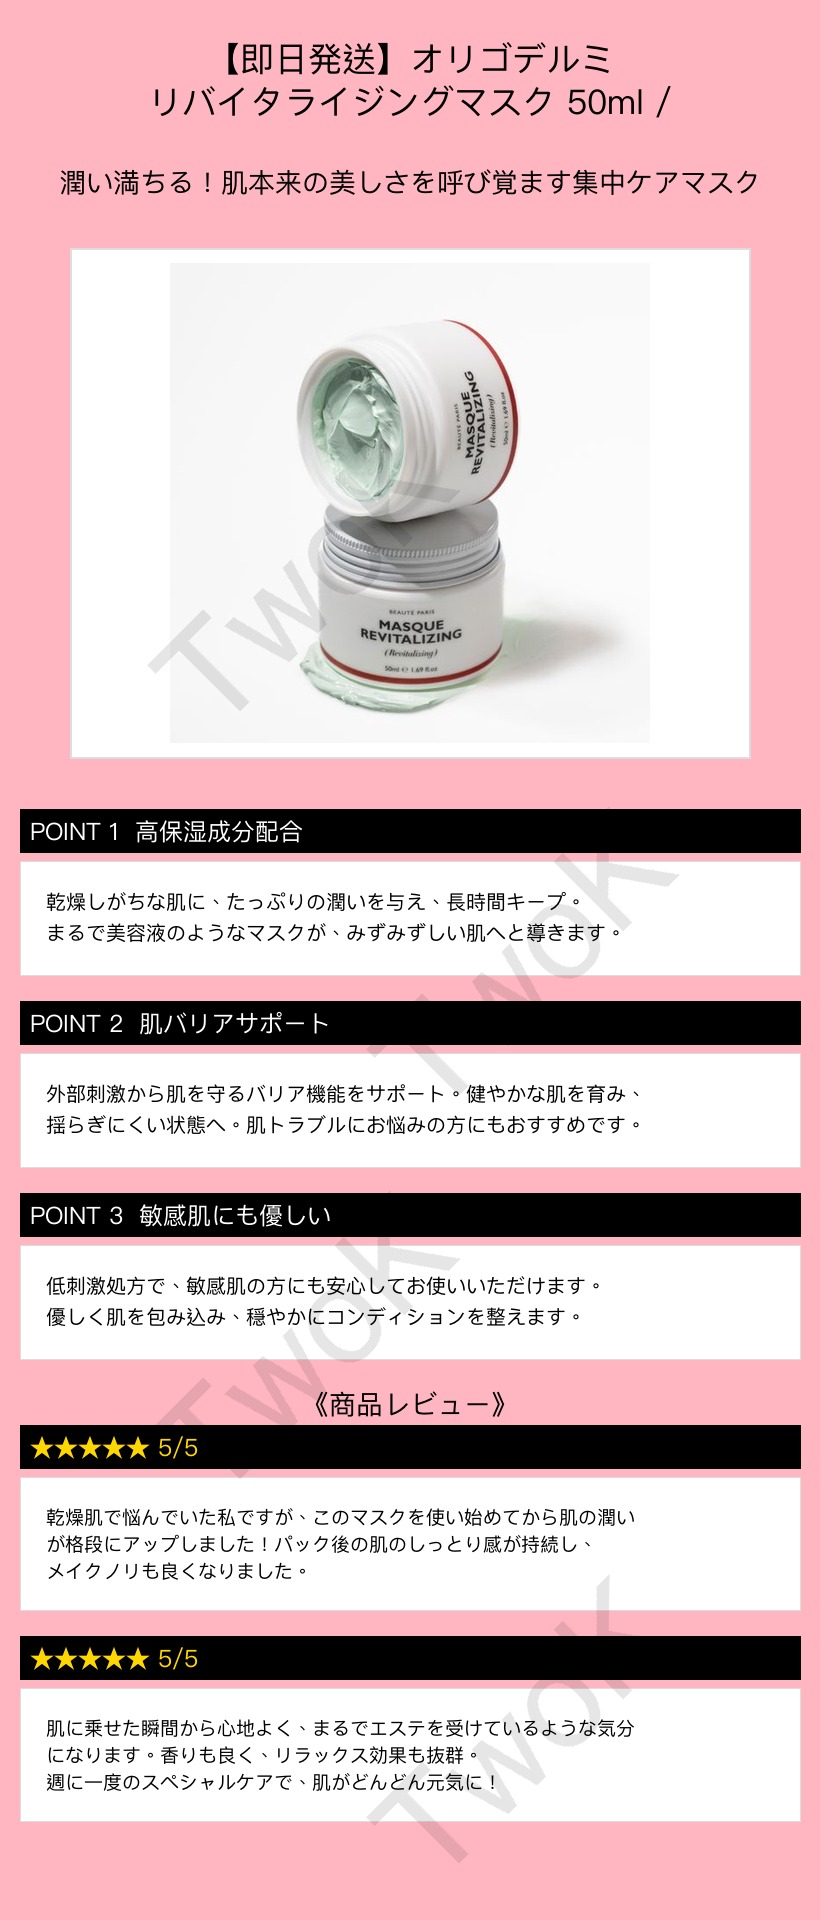 【即日発送】オリゴデルミ
リバイタライジングマスク 50ml /
潤い満ちる！肌本来の美しさを呼び覚ます集中ケアマスク
BEAUTÉ PARIS
MASQUE
REVITALIZING
(Revitalizing)
50ml ℮ 1.69 fl.oz
BEAUTÉ PARIS
MASQUE
REVITALIZING
(Revitalizing)
50ml ℮ 1.69 fl.oz
Twok
POINT 1 高保湿成分配合
乾燥しがちな肌に、たっぷりの潤いを与え、長時間キープ。
まるで美容液のようなマスクが、みずみずしい肌へと導きます。
Twok
POINT 2 肌バリアサポート
外部刺激から肌を守るバリア機能をサポート。健やかな肌を育み、
揺らぎにくい状態へ。肌トラブルにお悩みの方にもおすすめです。
POINT 3 敏感肌にも優しい
低刺激処方で、敏感肌の方にも安心してお使いいただけます。
優しく肌を包み込み、穏やかにコンディションを整えます。
Twok
《商品レビュー》
★★★★★ 5/5
乾燥肌で悩んでいた私ですが、このマスクを使い始めてから肌の潤い
が格段にアップしました！パック後の肌のしっとり感が持続し、
メイクノリも良くなりました。
★★★★★ 5/5
肌に乗せた瞬間から心地よく、まるでエステを受けているような気分
になります。香りも良く、リラックス効果も抜群。
週に一度のスペシャルケアで、肌がどんどん元気に！
Twok